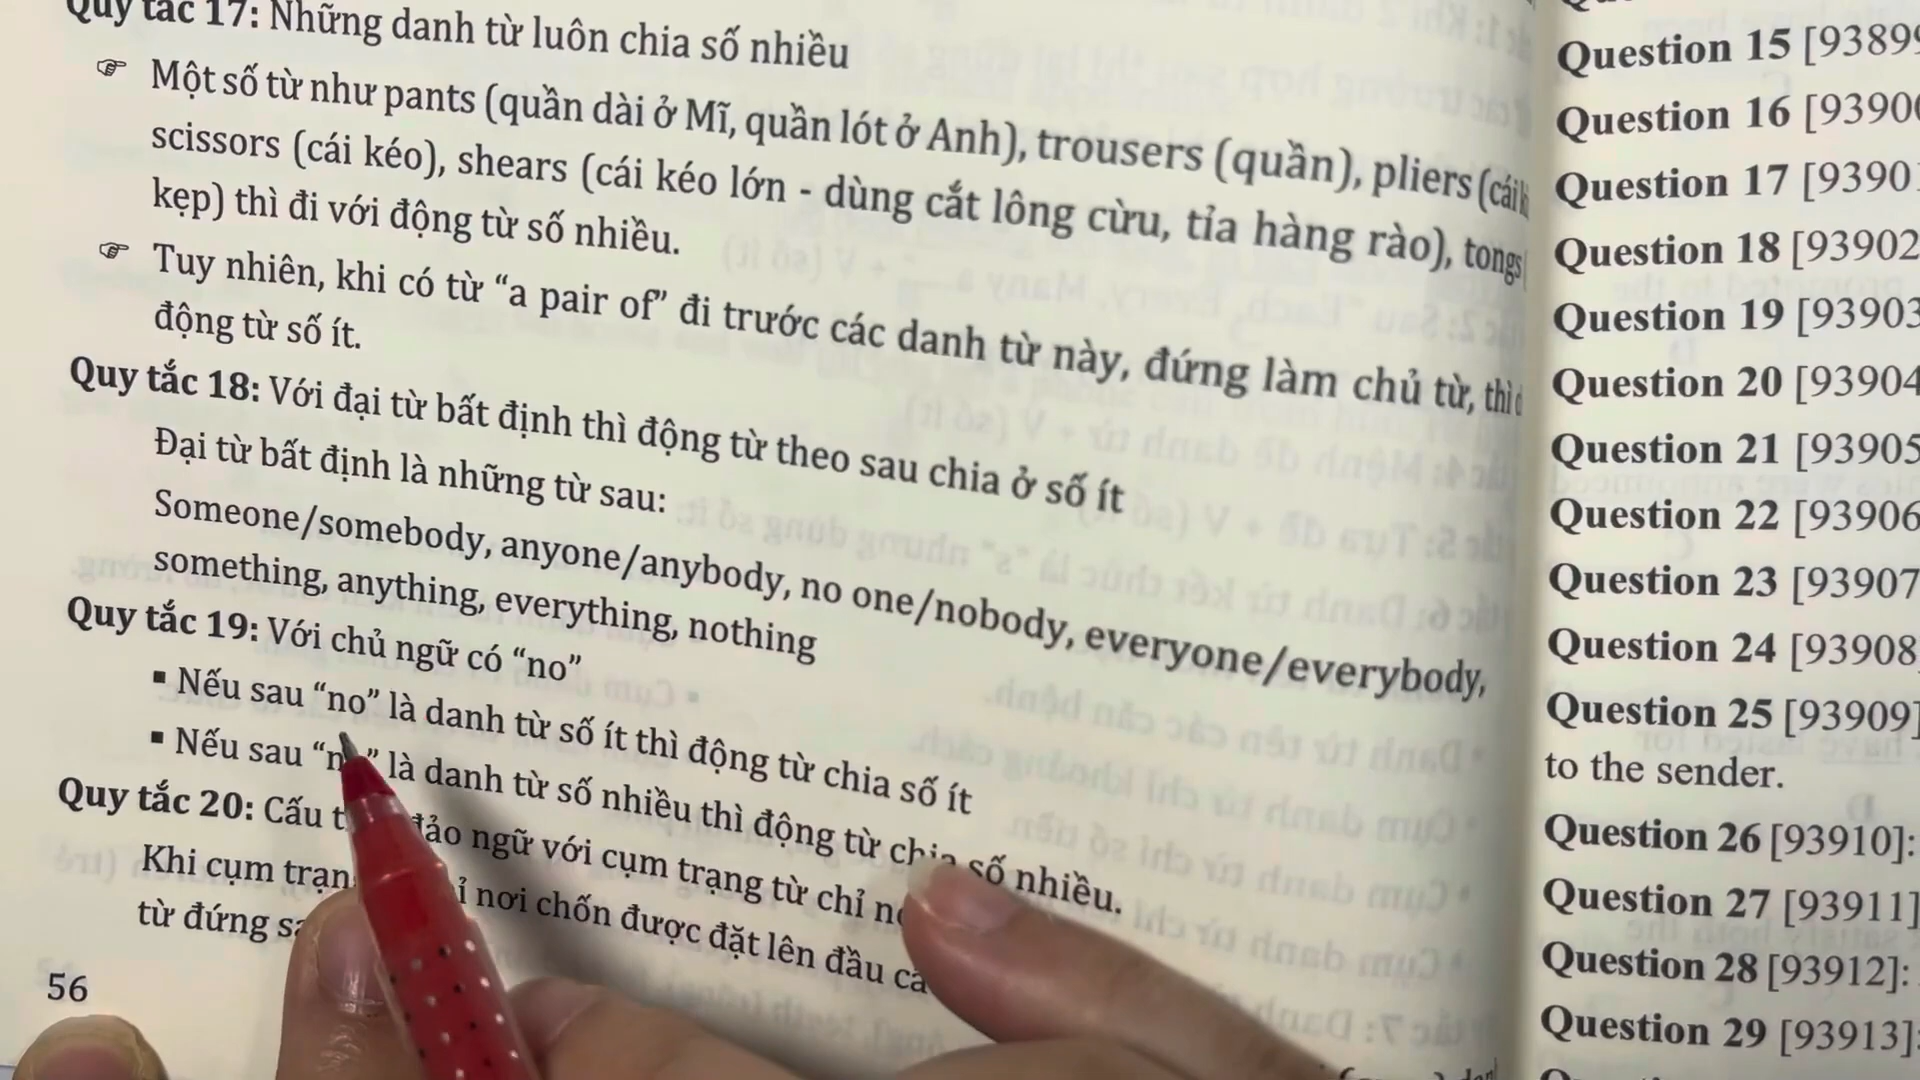 Quy tắc 17: Những danh từ luôn chia số nhiều
☞ Một số từ như pants (quần dài ở Mĩ, quần lót ở Anh), trousers (quần), pliers (cái
scissors (cái kéo), shears (cái kéo lớn - dùng cắt lông cừu, tỉa hàng rào), tongs
kẹp) thì đi với động từ số nhiều.
☞ Tuy nhiên, khi có từ “a pair of” đi trước các danh từ này, đứng làm chủ từ, thì
động từ số ít.
Quy tắc 18: Với đại từ bất định thì động từ theo sau chia ở số ít
Đại từ bất định là những từ sau:
Someone/somebody, anyone/anybody, no one/nobody, everyone/everybody,
something, anything, everything, nothing
Quy tắc 19: Với chủ ngữ có “no”
▪ Nếu sau “no” là danh từ số ít thì động từ chia số ít
▪ Nếu sau “no” là danh từ số nhiều thì động từ chia số nhiều.
Quy tắc 20: Cấu đảo ngữ với cụm trạng từ chỉ
Khi cụm nơi chốn được đặt lên đầu
từ đứng
56
Question 15 [93899
Question 16 [93900
Question 17 [93901
Question 18 [93902
Question 19 [93903
Question 20 [93904
Question 21 [93905
Question 22 [93906
Question 23 [93907
Question 24 [93908
Question 25 [93909]
to the sender.
Question 26 [93910]:
Question 27 [93911]
Question 28 [93912]:
Question 29 [93913]: